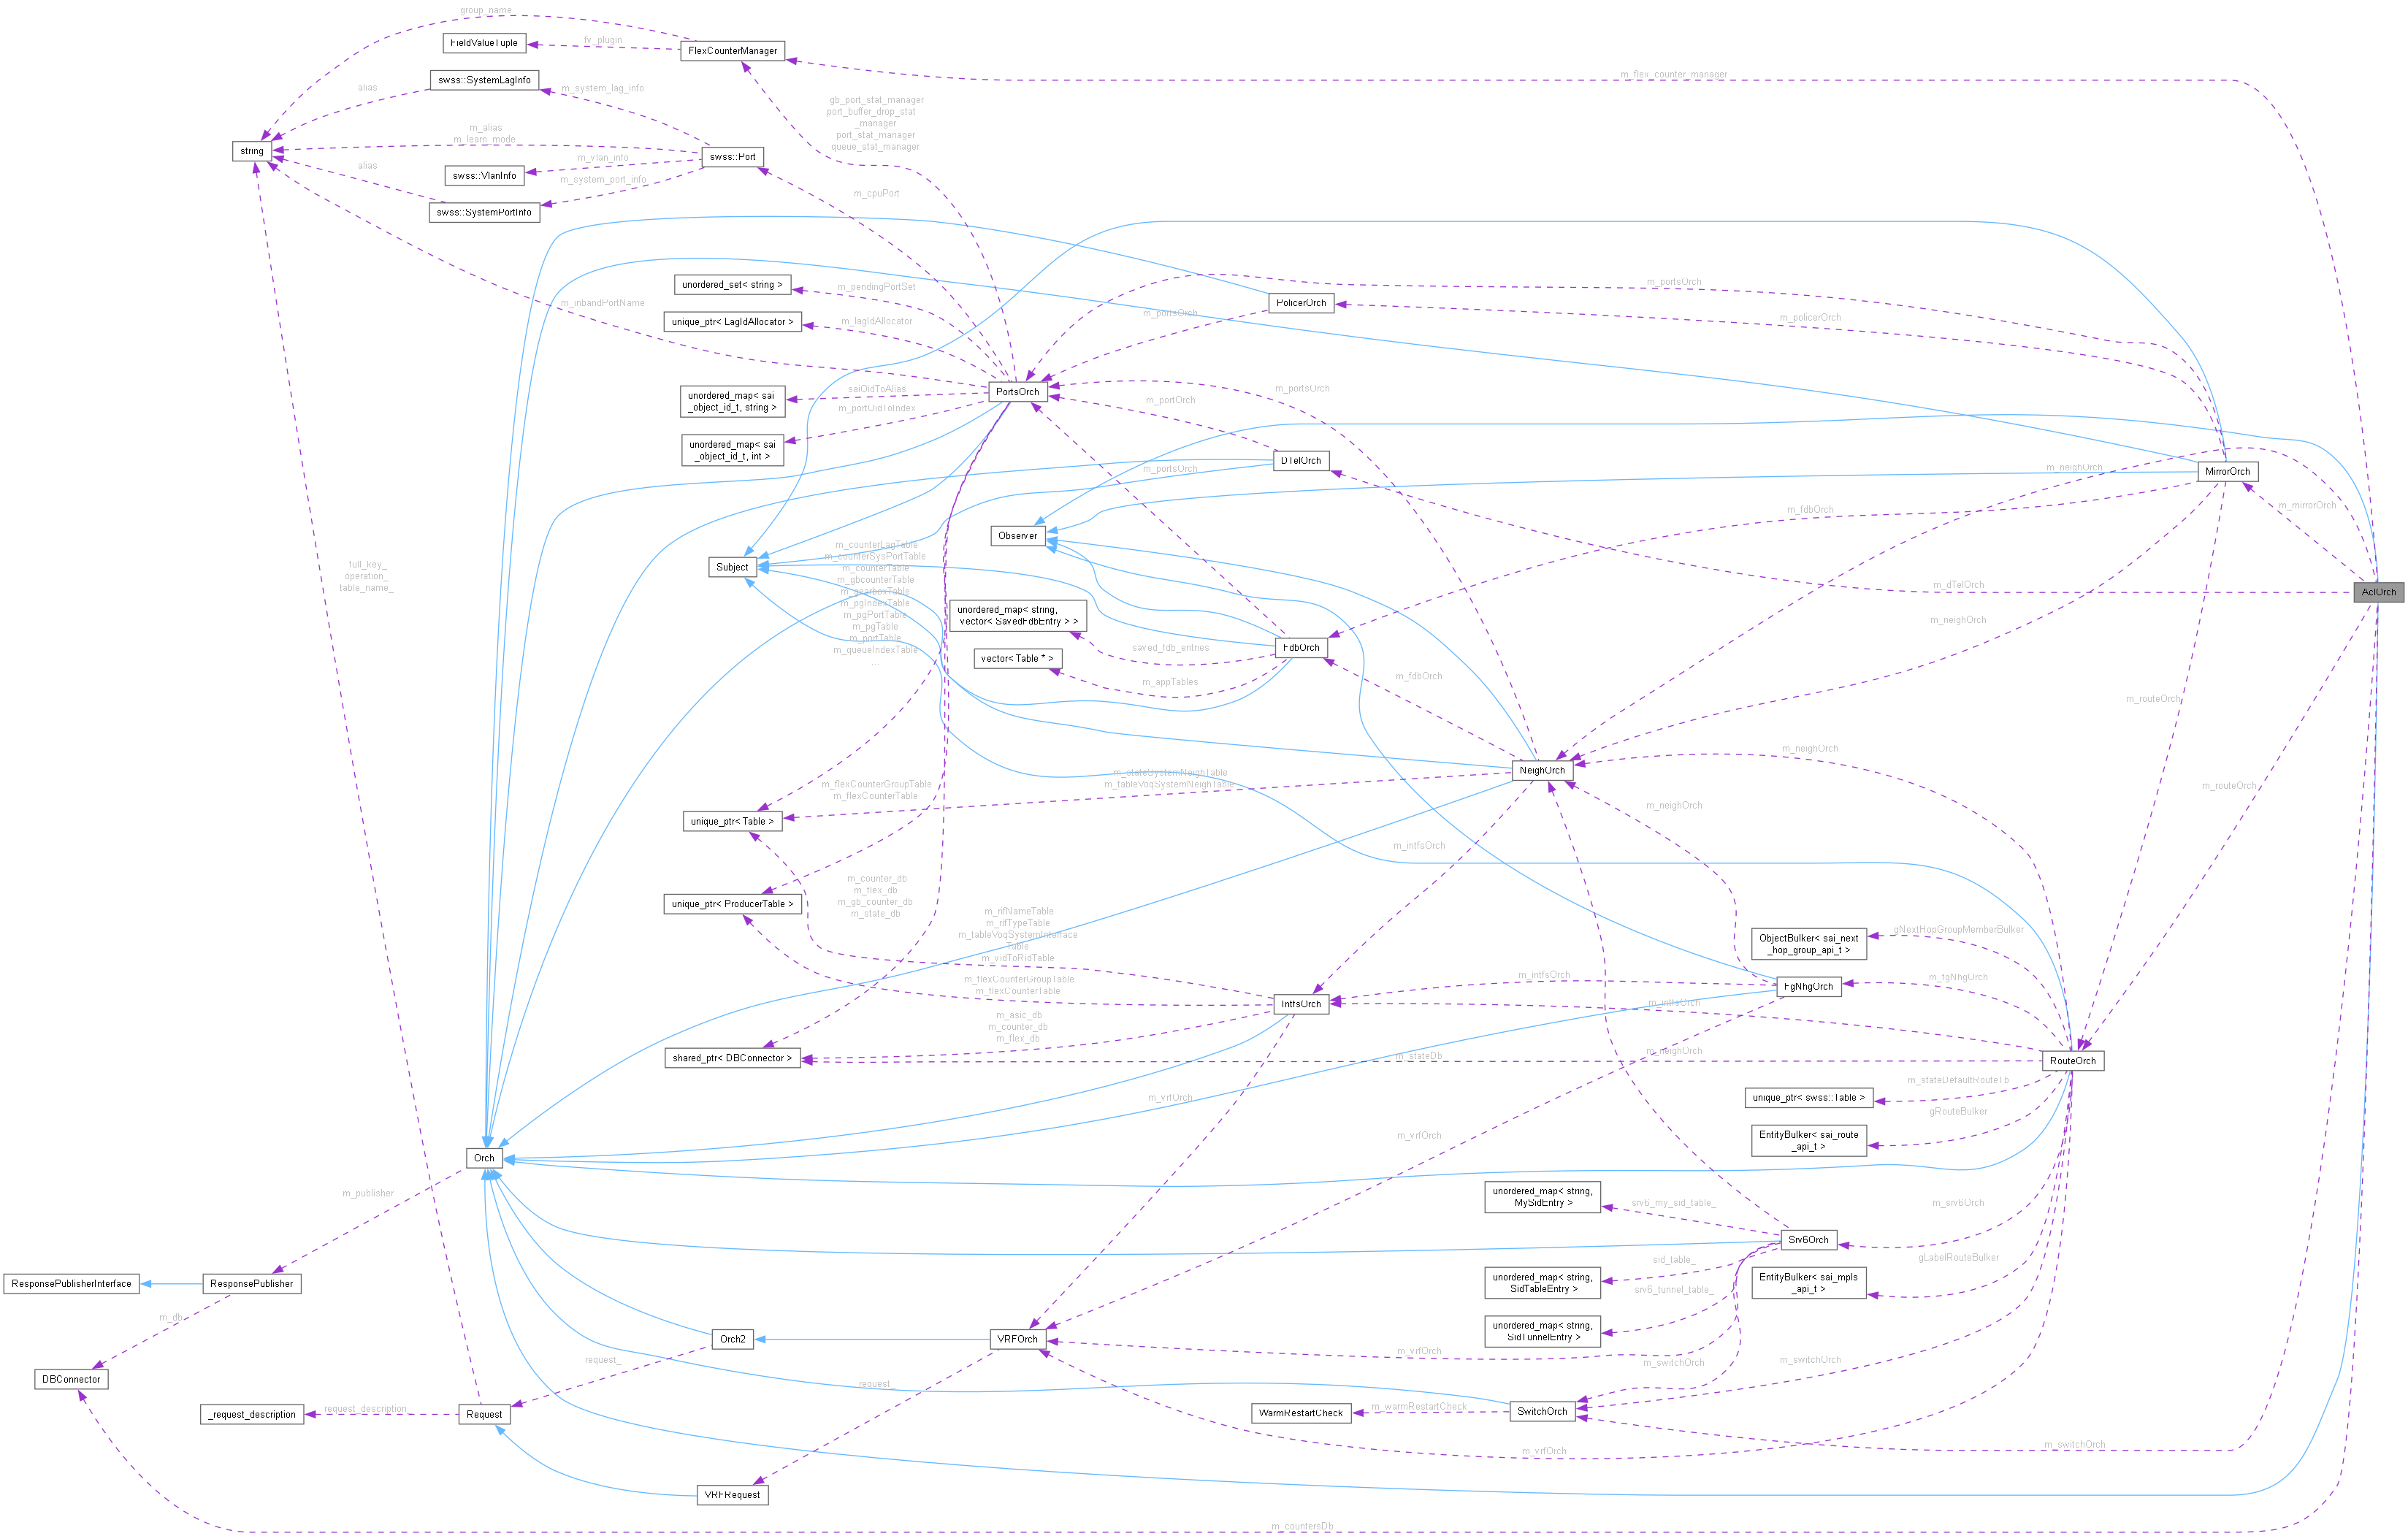 group_name_
FieldValueTuple
fv_plugin
FlexCounterManager
m_flex_counter_manager
swss::SystemLagInfo
alias
m_system_lag_info
gb_port_stat_manager
port_buffer_drop_stat
_manager
port_stat_manager
queue_stat_manager
m_alias
m_learn_mode
string
swss::Port
m_vlan_info
alias
swss::VlanInfo
m_system_port_info
m_cpuPort
swss::SystemPortInfo
unordered_set< string >
m_pendingPortSet
m_portsOrch
m_inbandPortName
PolicerOrch
m_portsOrch
m_policerOrch
unique_ptr< LagIdAllocator >
m_lagIdAllocator
PortsOrch
saiOidToAlias
m_portsOrch
unordered_map< sai
_object_id_t, string >
m_portOrch
m_portOidToIndex
unordered_map< sai
_object_id_t, int >
DTelOrch
m_portsOrch
m_neighOrch
MirrorOrch
m_fdbOrch
m_mirrorOrch
Observer
m_counterLagTable
m_counterSysPortTable
m_counterTable
m_gbcounterTable
m_gearboxTable
m_pgIndexTable
m_pgPortTable
m_pgTable
m_portTable
m_queueIndexTable
...
Subject
full_key_
operation_
table_name_
m_dTelOrch
AclOrch
unordered_map< string,
vector< SavedFdbEntry > >
m_neighOrch
saved_fdb_entries
FdbOrch
vector< Table * >
m_appTables
m_fdbOrch
m_routeOrch
m_neighOrch
NeighOrch
m_stateSystemNeighTable
m_tableVoqSystemNeighTable
m_flexCounterGroupTable
m_flexCounterTable
m_routeOrch
unique_ptr< Table >
m_neighOrch
m_intfsOrch
m_counter_db
m_flex_db
m_gb_counter_db
m_state_db
unique_ptr< ProducerTable >
m_rifNameTable
m_rifTypeTable
m_tableVoqSystemInterface
Table
m_vidToRidTable
gNextHopGroupMemberBulker
ObjectBulker< sai_next
_hop_group_api_t >
m_flexCounterGroupTable
m_flexCounterTable
m_intfsOrch
m_fgNhgOrch
FgNhgOrch
IntfsOrch
m_intfsOrch
m_asic_db
m_counter_db
m_flex_db
shared_ptr< DBConnector >
m_stateDb
m_neighOrch
RouteOrch
m_stateDefaultRouteTb
unique_ptr< swss::Table >
m_vrfOrch
gRouteBulker
EntityBulker< sai_route
_api_t >
m_vrfOrch
Orch
m_publisher
unordered_map< string,
MySidEntry >
srv6_my_sid_table_
m_srv6Orch
Srv6Orch
sid_table_
gLabelRouteBulker
ResponsePublisherInterface
ResponsePublisher
unordered_map< string,
SidTableEntry >
srv6_tunnel_table_
EntityBulker< sai_mpls
_api_t >
m_db
unordered_map< string,
SidTunnelEntry >
Orch2
VRFOrch
m_vrfOrch
request_
m_switchOrch
m_switchOrch
DBConnector
request_
_request_description
request_description_
Request
WarmRestartCheck
m_warmRestartCheck
SwitchOrch
m_vrfOrch
m_switchOrch
VRFRequest
m_countersDb